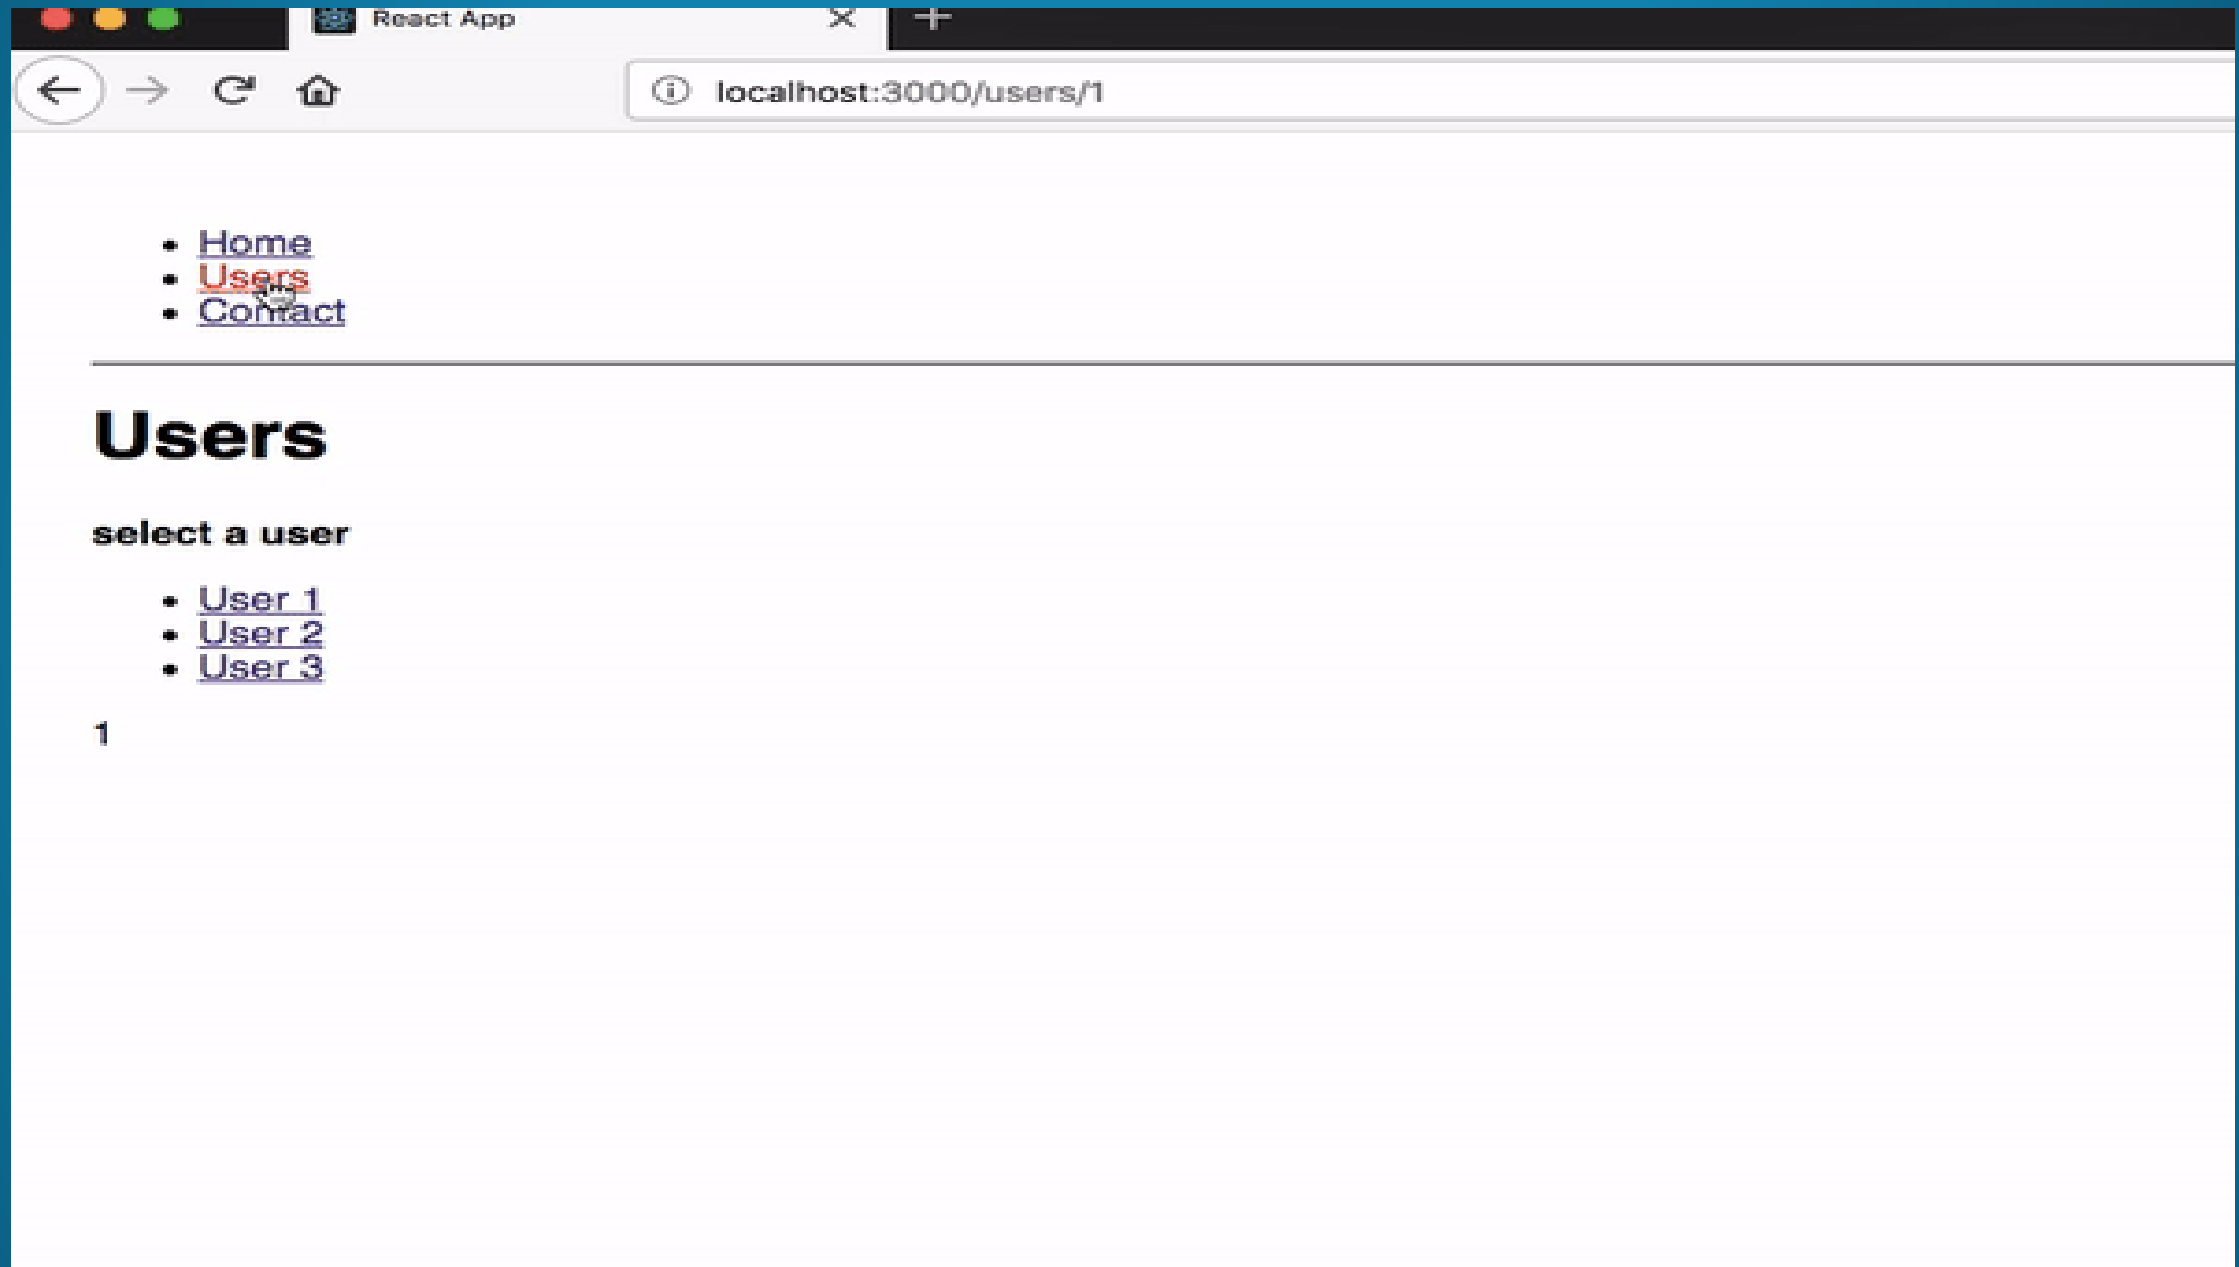 React App
localhost:3000/users/1
Home
Users
Contact
Users
select a user
User 1
User 2
User 3
1